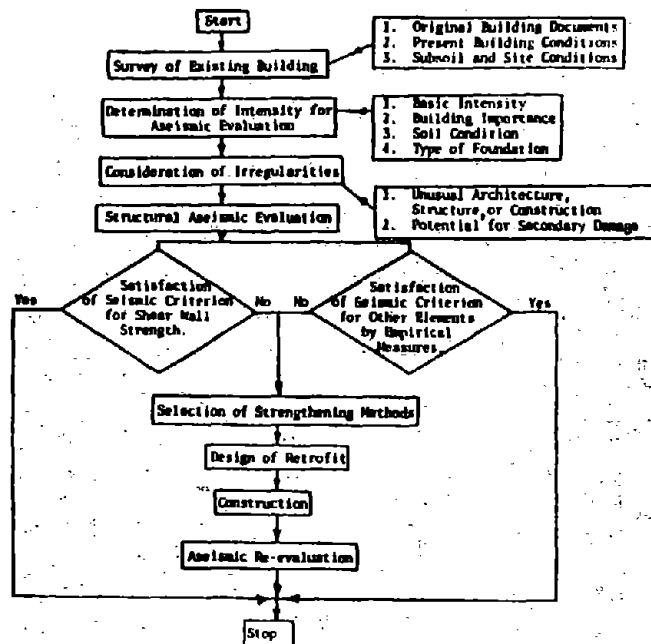 Start
Survey of Existing Building
1. Original Building Documents
2. Present Building Conditions
3. Subsoil and Site Conditions
Determination of Intensity for
Aseismic Evaluation
1. Basic Intensity
2. Building Importance
3. Soil Condition
4. Type of Foundation
Consideration of Irregularities
1. Unusual Architecture,
Structure, or Construction
2. Potential for Secondary Damage
Structural Aseismic Evaluation
Yes
Satisfaction
of Seismic Criterion
for Shear Wall
Strength.
No
No
Satisfaction
of Seismic Criterion
for Other Elements
by Empirical
Measures.
Yes
Selection of Strengthening Methods
Design of Retrofit
Construction
Aseismic Re-evaluation
Stop